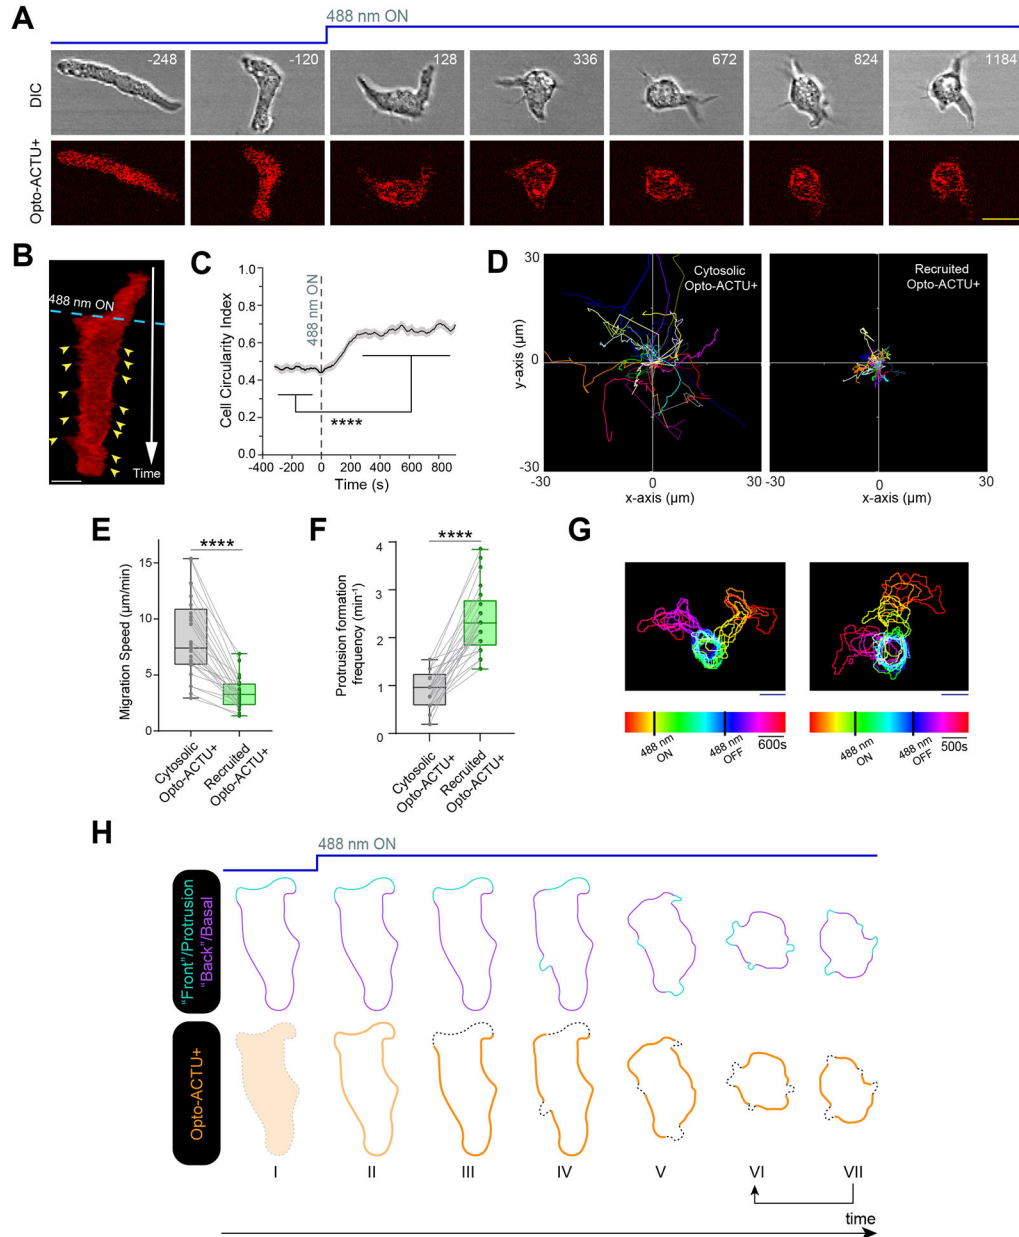 A
488 nm ON
DIC
-248
-120
128
336
672
824
1184
Opto-ACTU+
B
488 nm ON
Time
C
Cell Circularity Index
1.0
0.8
0.6
0.4
0.2
0.0
488 nm ON
****
-400
-200
0
200
400
600
800
Time (s)
D
y-axis (µm)
30
0
-30
Cytosolic
Opto-ACTU+
-30
0
30
x-axis (µm)
Recruited
Opto-ACTU+
0
30
x-axis (µm)
E
****
Migration Speed (µm/min)
15
10
5
0
Cytosolic
Opto-ACTU+
Recruited
Opto-ACTU+
F
****
Protrusion formation
frequency (min⁻¹)
4
3
2
1
0
Cytosolic
Opto-ACTU+
Recruited
Opto-ACTU+
G
488 nm
ON
488 nm
OFF
600s
488 nm
ON
488 nm
OFF
500s
H
488 nm ON
"Front"/Protrusion
"Back"/Basal
Opto-ACTU+
I
II
III
IV
V
VI
VII
time